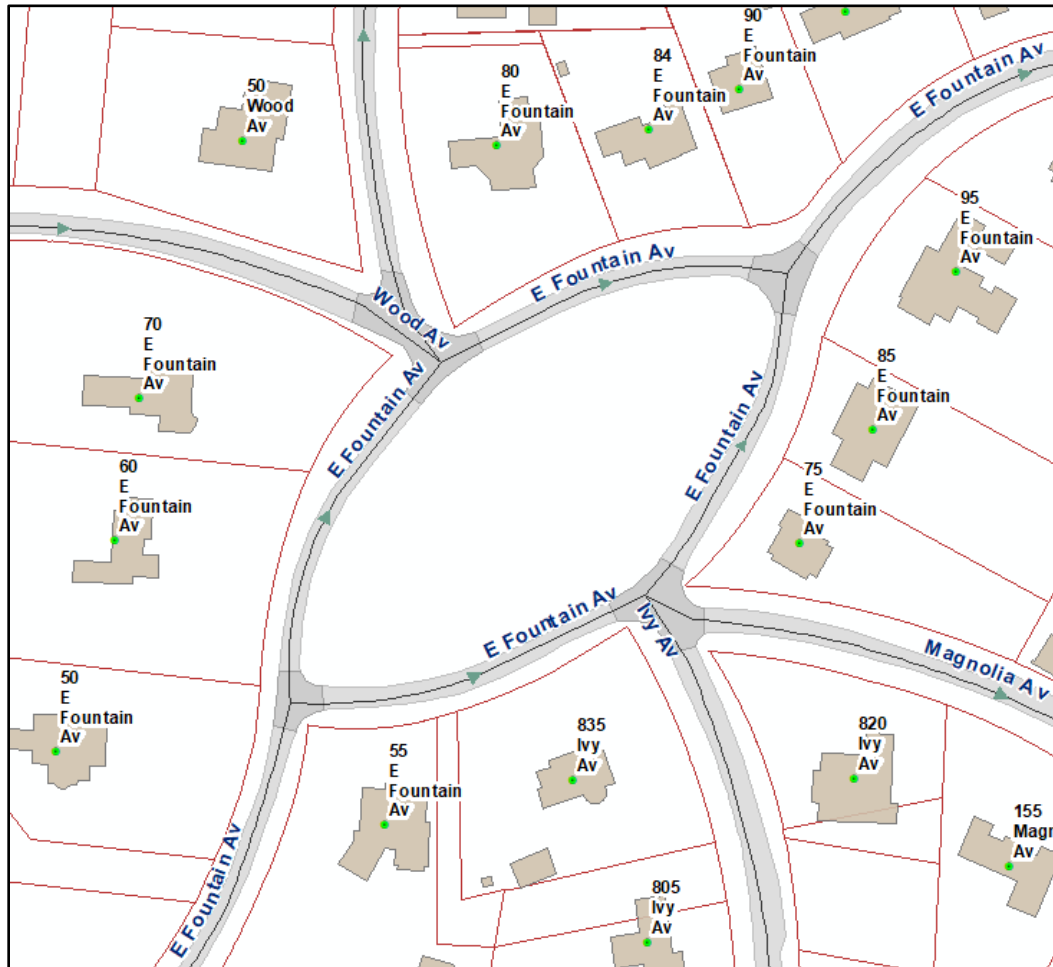 90
E
Fountain
Av
84
E
Fountain
Av
80
E
Fountain
Av
50
Wood
Av
E Fountain Av
95
E
Fountain
Av
E Fountain Av
Wood Av
70
E
Fountain
Av
E Fountain Av
85
E
Fountain
Av
E Fountain Av
60
E
Fountain
Av
75
E
Fountain
Av
E Fountain Av
Ivy Av
Magnolia Av
50
E
Fountain
Av
55
E
Fountain
Av
835
Ivy
Av
820
Ivy
Av
155
Magn
Av
E Fountain Av
805
Ivy
Av